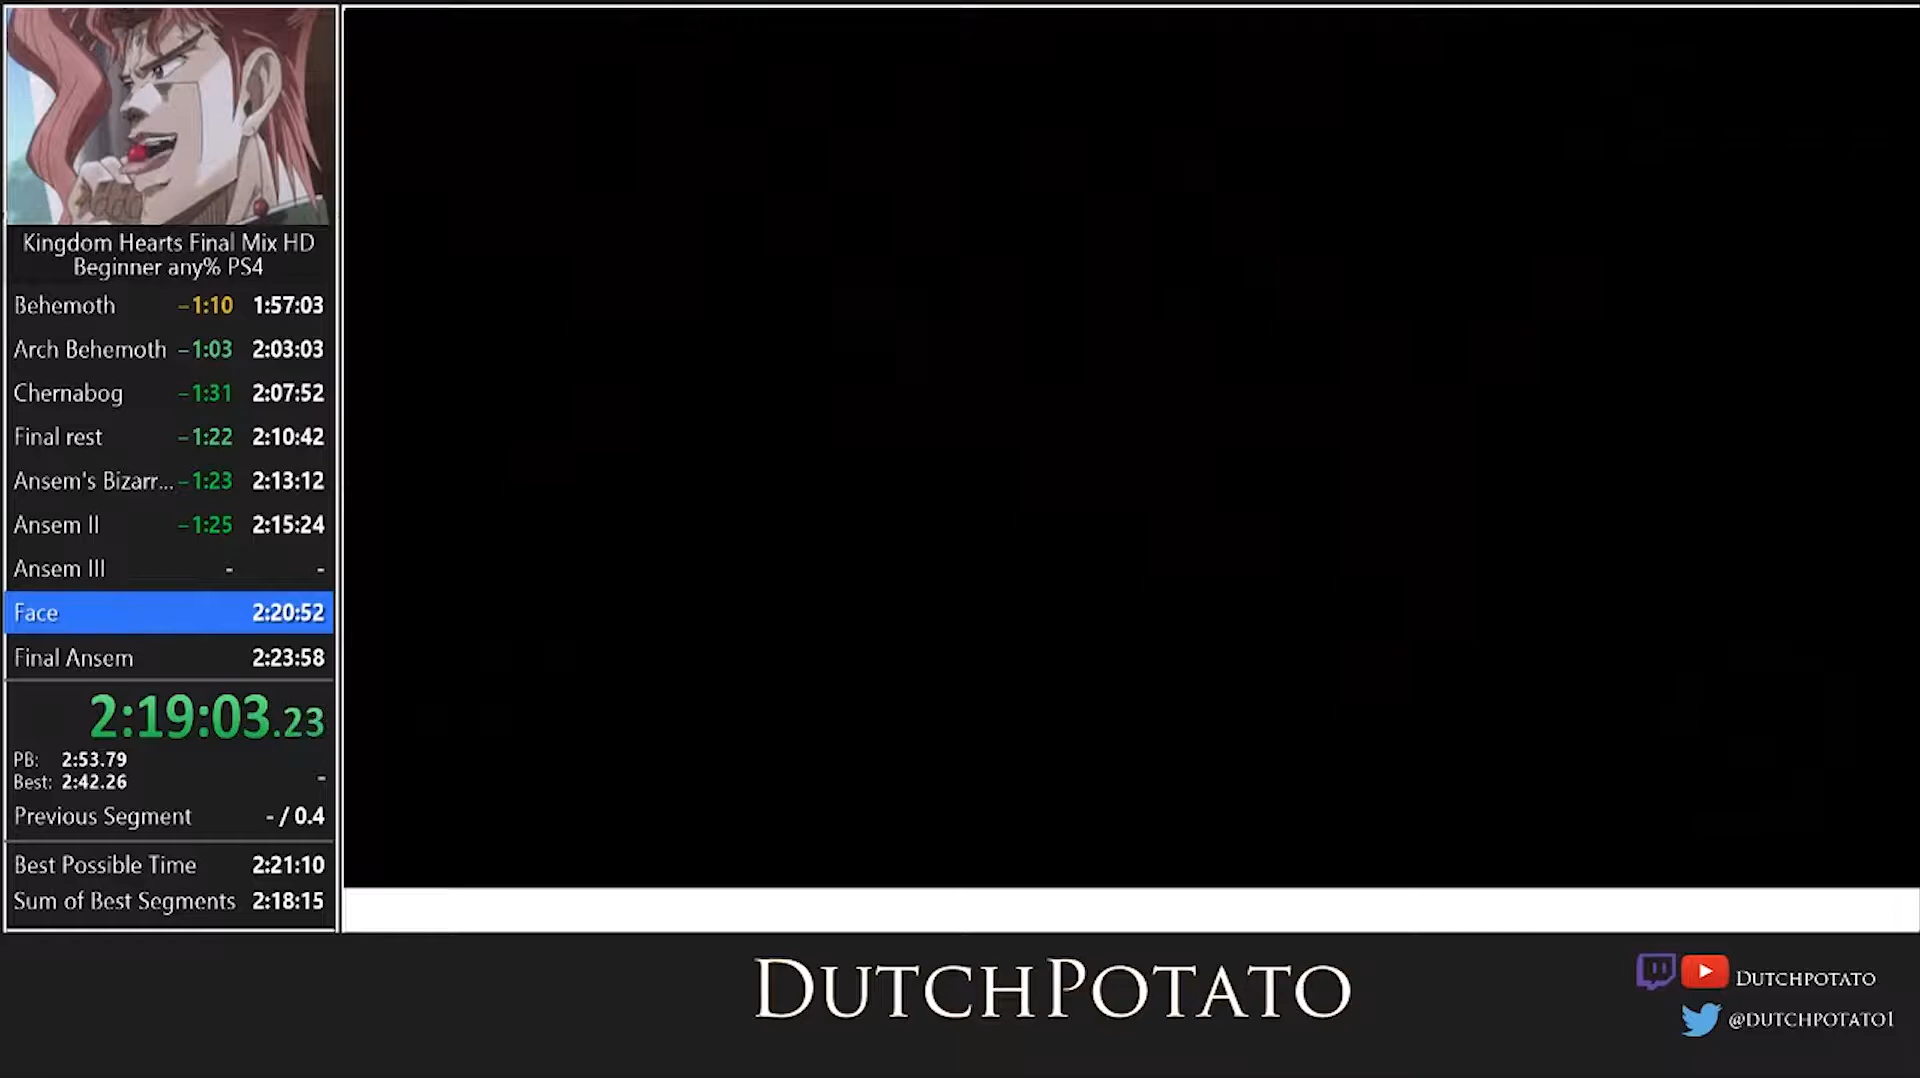 Kingdom Hearts Final Mix HD
Beginner any% PS4
Behemoth -1:10 1:57:03
Arch Behemoth -1:03 2:03:03
Chernabog -1:31 2:07:52
Final rest -1:22 2:10:42
Ansem's Bizarr... -1:23 2:13:12
Ansem II -1:25 2:15:24
Ansem III - -
Face 2:20:52
Final Ansem 2:23:58
2:19:03.23
PB: 2:53.79
Best: 2:42.26 -
Previous Segment - / 0.4
Best Possible Time 2:21:10
Sum of Best Segments 2:18:15
DUTCHPOTATO
DUTCHPOTATO
@DUTCHPOTATO1